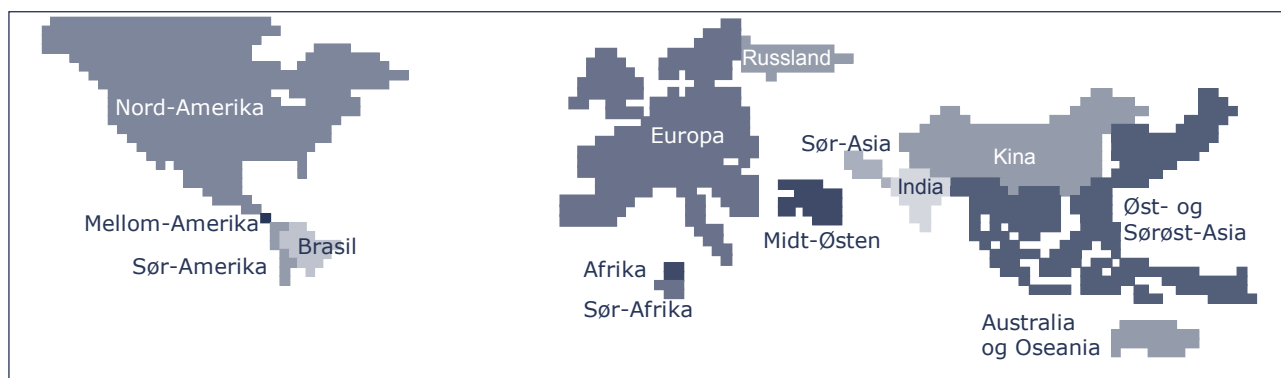 Nord-Amerika
Mellom-Amerika
Brasil
Sør-Amerika
Russland
Europa
Sør-Asia
Kina
India
Midt-Østen
Øst- og
Sørøst-Asia
Afrika
Sør-Afrika
Australia
og Oseania